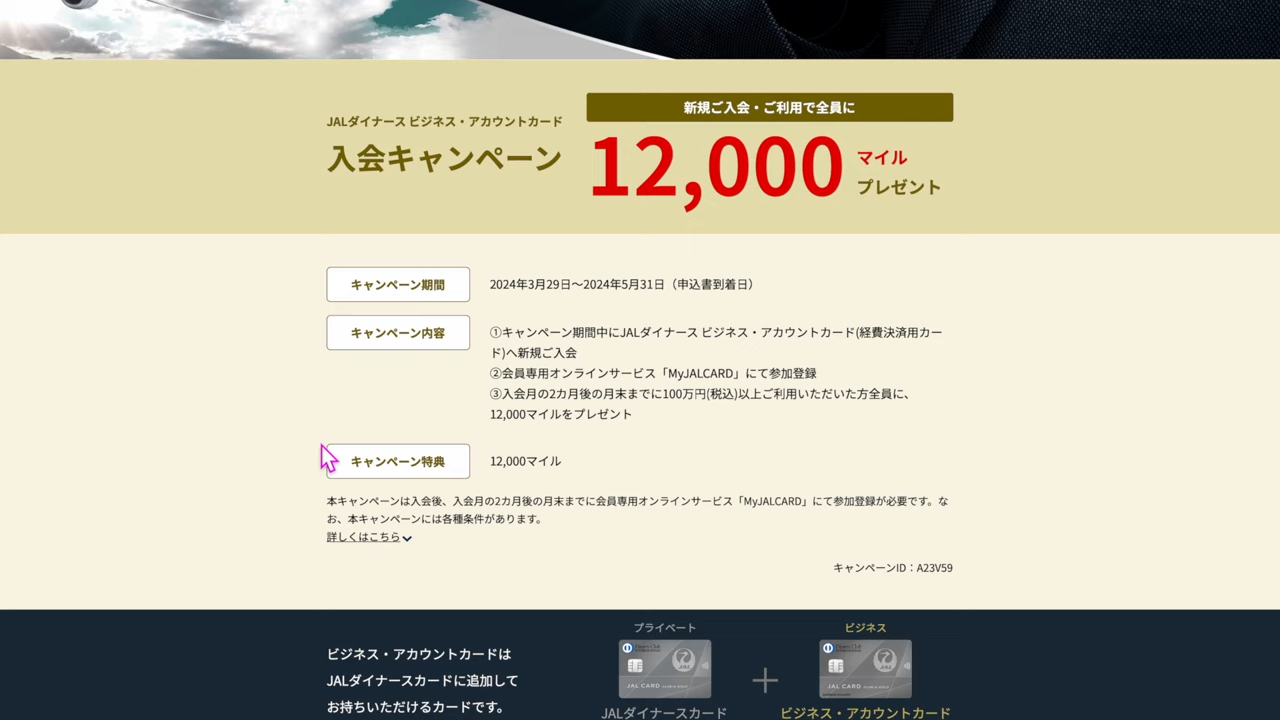 JALダイナース ビジネス・アカウントカード
入会キャンペーン
新規ご入会・ご利用で全員に
12,000
マイル
プレゼント
キャンペーン期間
2024年3月29日～2024年5月31日（申込書到着日）
キャンペーン内容
①キャンペーン期間中にJALダイナース ビジネス・アカウントカード(経費決済用カー
ド)へ新規ご入会
②会員専用オンラインサービス「MyJALCARD」にて参加登録
③入会月の2カ月後の月末までに100万円(税込)以上ご利用いただいた方全員に、
12,000マイルをプレゼント
キャンペーン特典
12,000マイル
本キャンペーンは入会後、入会月の2カ月後の月末までに会員専用オンラインサービス「MyJALCARD」にて参加登録が必要です。な
お、本キャンペーンには各種条件があります。
詳しくはこちら
キャンペーンID：A23V59
ビジネス・アカウントカードは
JALダイナースカードに追加して
お持ちいただけるカードです。
プライベート
Diners Club
JAL
JAL CARD
JALダイナースカード
ビジネス
Diners Club
JAL
JAL CARD
ビジネス・アカウントカード